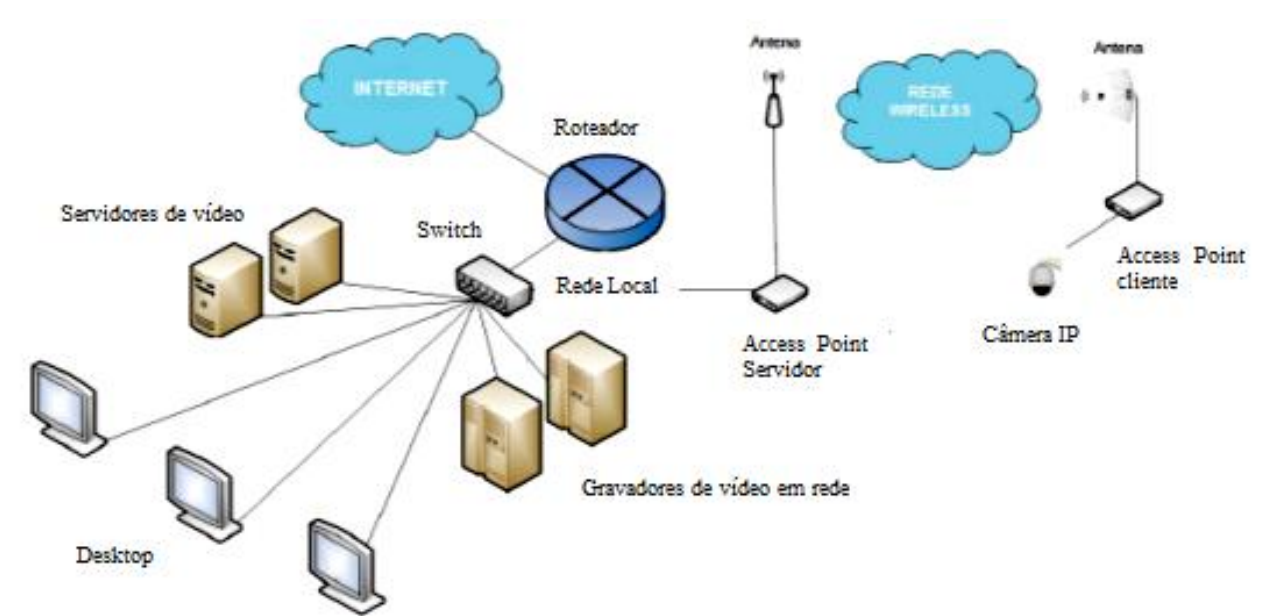 Antena
Antena
INTERNET
REDE
WIRELESS
Roteador
Servidores de vídeo
Switch
Rede Local
Access Point
cliente
Câmera IP
Access Point
Servidor
Gravadores de vídeo em rede
Desktop